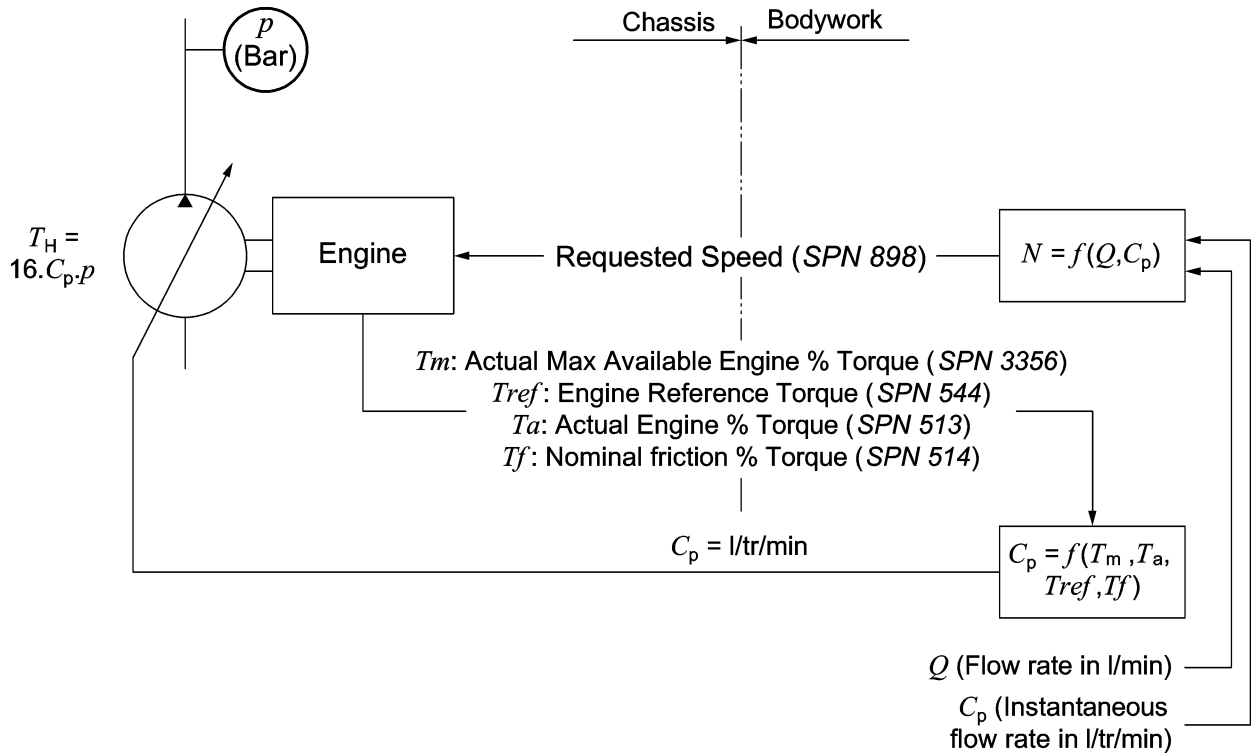 p
(Bar)
Chassis
Bodywork
TH =
16.Cp.p
Engine
Requested Speed (SPN 898)
N = f(Q,Cp)
Tm: Actual Max Available Engine % Torque (SPN 3356)
Tref : Engine Reference Torque (SPN 544)
Ta: Actual Engine % Torque (SPN 513)
Tf : Nominal friction % Torque (SPN 514)
Cp = l/tr/min
Cp = f(Tm ,Ta,
Tref ,Tf)
Q (Flow rate in l/min)
Cp (Instantaneous
flow rate in l/tr/min)